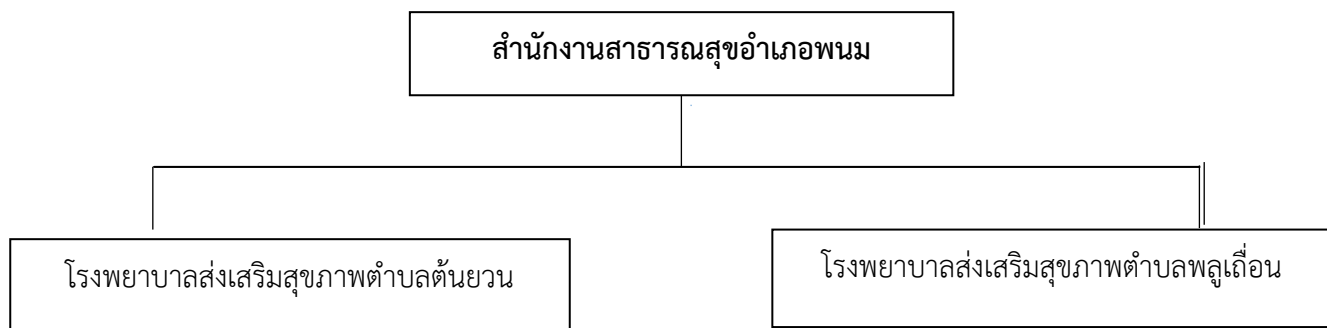 สำนักงานสาธารณสุขอำเภอพนม
โรงพยาบาลส่งเสริมสุขภาพตำบลต้นยวน
โรงพยาบาลส่งเสริมสุขภาพตำบลพลูเถื่อน